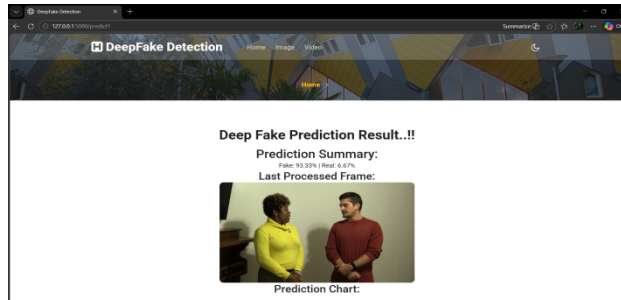 DeepFake Detection
127.0.0.1:5000/predict1
Summarize
DeepFake Detection
Home Image Video
Home
Deep Fake Prediction Result..!!
Prediction Summary:
Fake: 93.33% | Real: 6.67%
Last Processed Frame:
Prediction Chart: